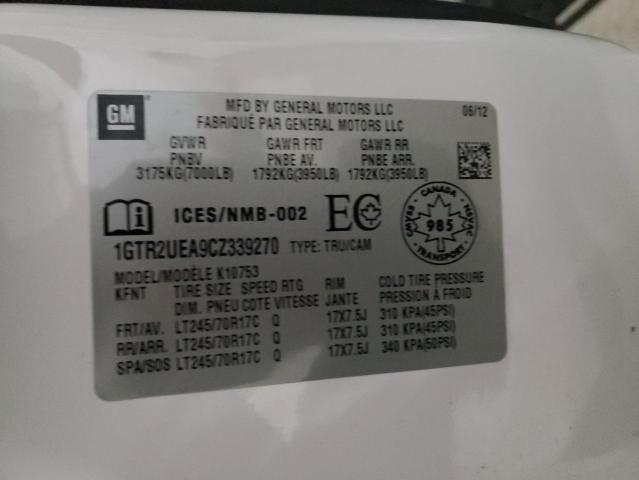 GM
MFD BY GENERAL MOTORS LLC 06/12
FABRIQUÉ PAR GENERAL MOTORS LLC
GVWR GAWR FRT GAWR RR
PNBV PNBE AV. PNBE ARR.
3175KG(7000LB) 1792KG(3950LB) 1792KG(3950LB)
ICES/NMB-002 EC
CANADA
CMVSS 985 NSVAC
TRANSPORT
1GTR2UEA9CZ339270 TYPE: TRU/CAM
MODEL/MODÈLE K10753
KFNT TIRE SIZE SPEED RTG RIM COLD TIRE PRESSURE
DIM. PNEU COTE VITESSE JANTE PRESSION À FROID
FRT/AV. LT245/70R17C Q 17X7.5J 310 KPA(45PSI)
RR/ARR. LT245/70R17C Q 17X7.5J 310 KPA(45PSI)
SPA/SDS LT245/70R17C Q 17X7.5J 340 KPA(50PSI)